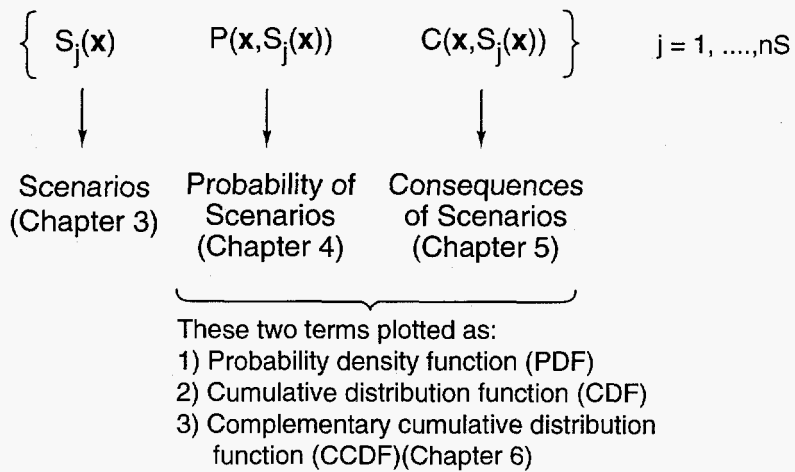 { Sj(x) P(x,Sj(x)) C(x,Sj(x)) } j = 1, ....,nS
Scenarios (Chapter 3)
Probability of Scenarios (Chapter 4)
Consequences of Scenarios (Chapter 5)
These two terms plotted as:
1) Probability density function (PDF)
2) Cumulative distribution function (CDF)
3) Complementary cumulative distribution
function (CCDF)(Chapter 6)